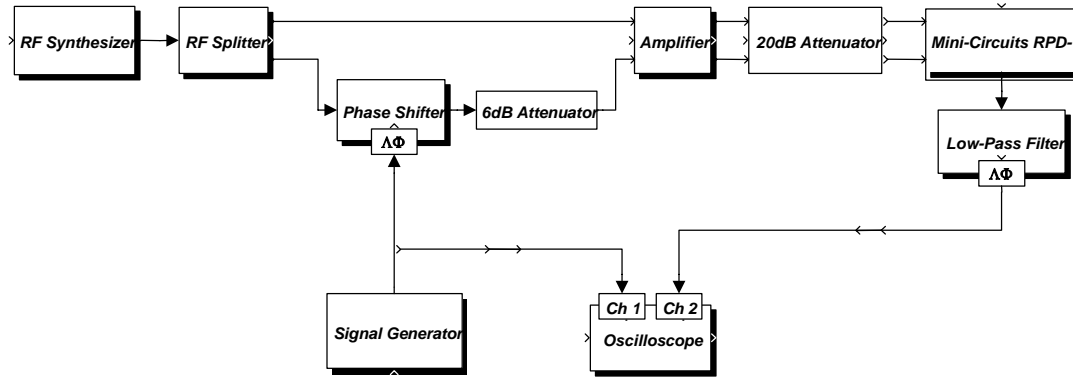 RF Synthesizer
RF Splitter
Amplifier
20dB Attenuator
Mini-Circuits RPD-
Phase Shifter
6dB Attenuator
ΛΦ
Low-Pass Filter
ΛΦ
Signal Generator
Ch 1
Ch 2
Oscilloscope